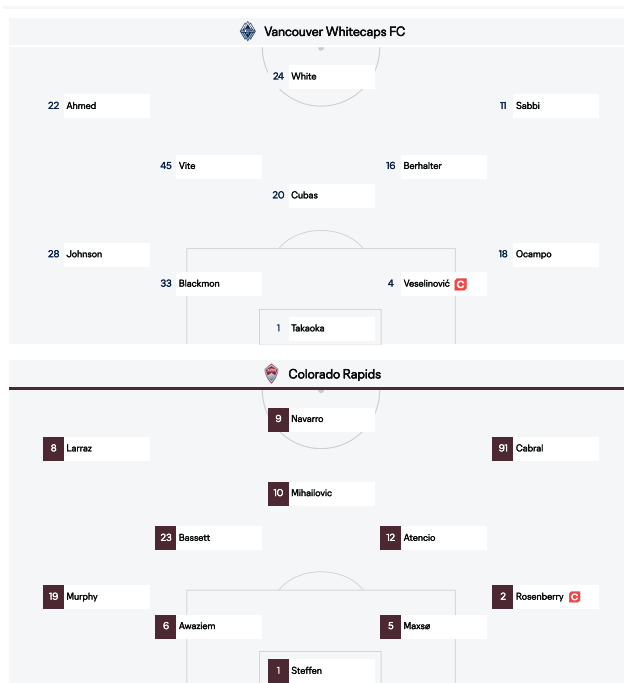 Vancouver Whitecaps FC
24 White
22 Ahmed
11 Sabbi
45 Vite
16 Berhalter
20 Cubas
28 Johnson
18 Ocampo
33 Blackmon
4 Veselinović C
1 Takaoka
Colorado Rapids
9 Navarro
8 Larraz
91 Cabral
10 Mihailovic
23 Bassett
12 Atencio
19 Murphy
2 Rosenberry C
6 Awaziem
5 Maxsø
1 Steffen